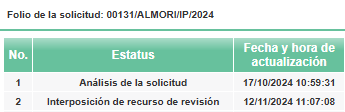 Folio de la solicitud: 00131/ALMORI/IP/2024
No. Estatus Fecha y hora de actualización
1 Análisis de la solicitud 17/10/2024 10:59:31
2 Interposición de recurso de revisión 12/11/2024 11:07:08